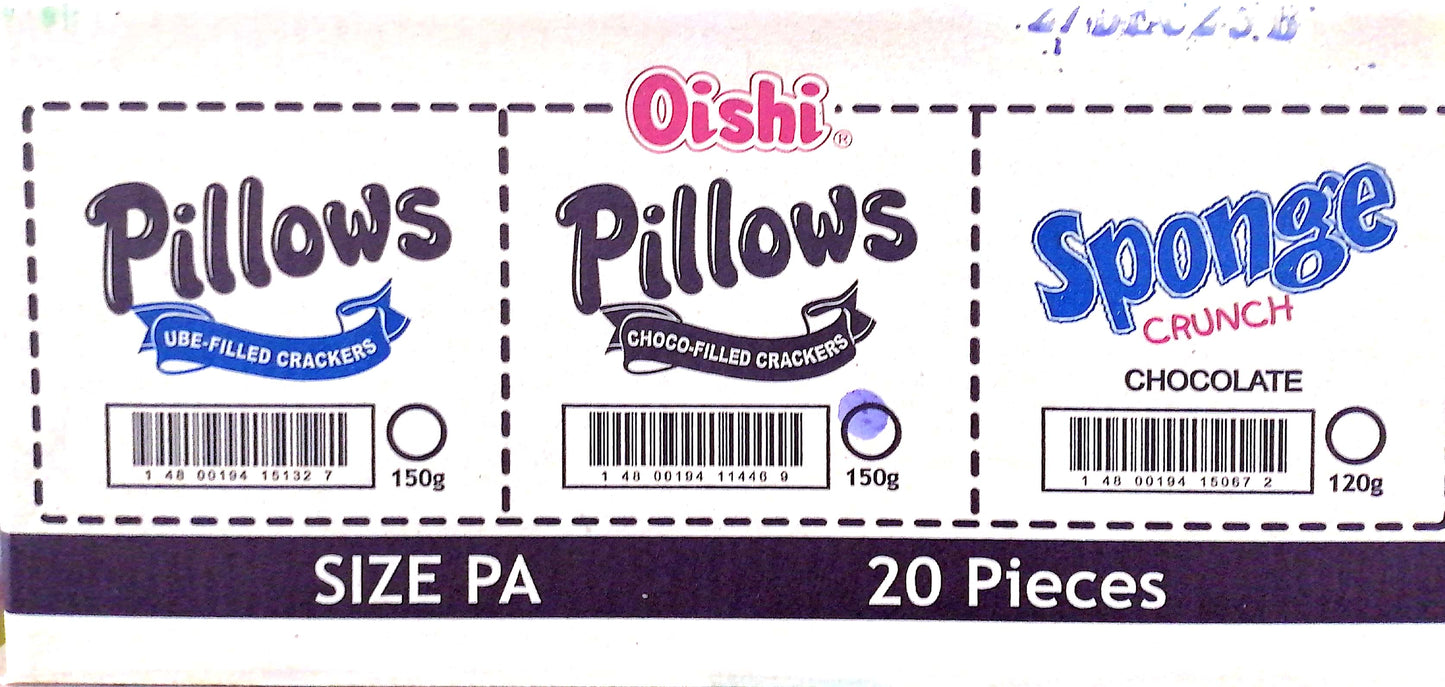 Oishi®
Pillows
UBE-FILLED CRACKERS
1 48 00194 15132 7
150g
Pillows
CHOCO-FILLED CRACKERS
1 48 00194 11446 9
150g
Sponge
CRUNCH
CHOCOLATE
1 48 00194 15067 2
120g
SIZE PA
20 Pieces